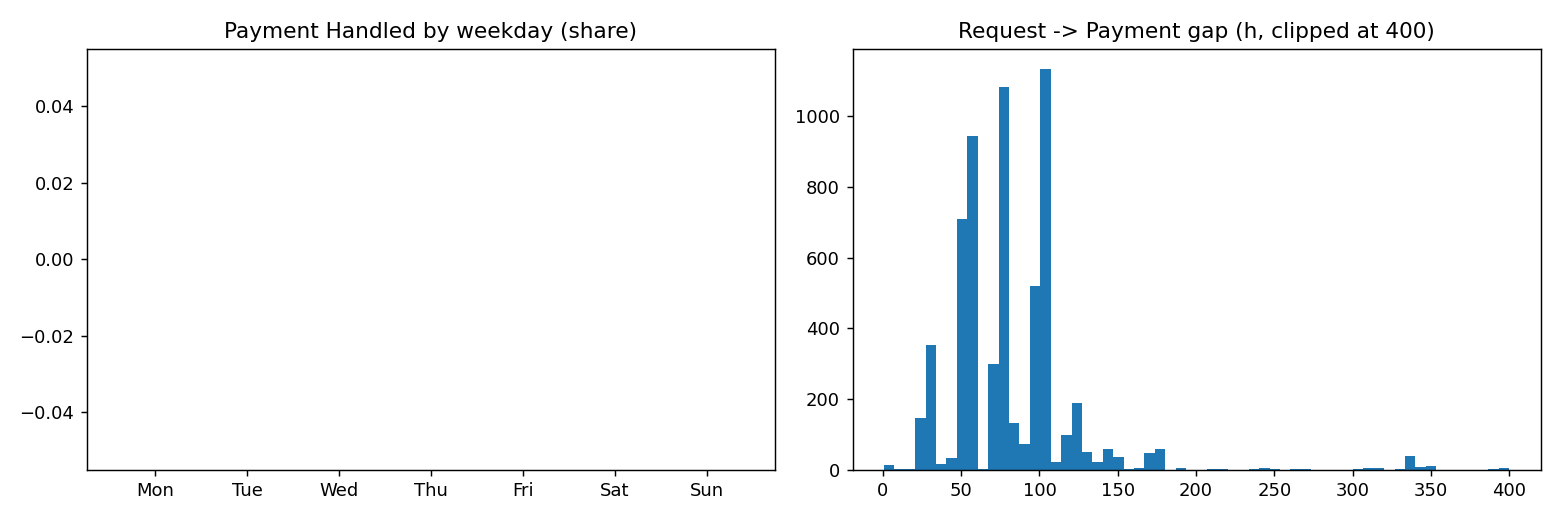 Payment Handled by weekday (share)
0.04
0.02
0.00
−0.02
−0.04
Mon Tue Wed Thu Fri Sat Sun
Request -> Payment gap (h, clipped at 400)
1000
800
600
400
200
0
0 50 100 150 200 250 300 350 400